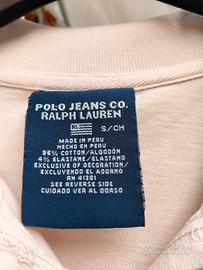 POLO JEANS CO.
RALPH LAUREN
S/CH
MADE IN PERU
HECHO EN PERU
96% COTTON/ALGODÓN
4% ELASTANE/ELASTANO
EXCLUSIVE OF DECORATION/
EXCLUYENDO EL ADORNO
RN 41381
SEE REVERSE SIDE
CUIDADO VER AL DORSO